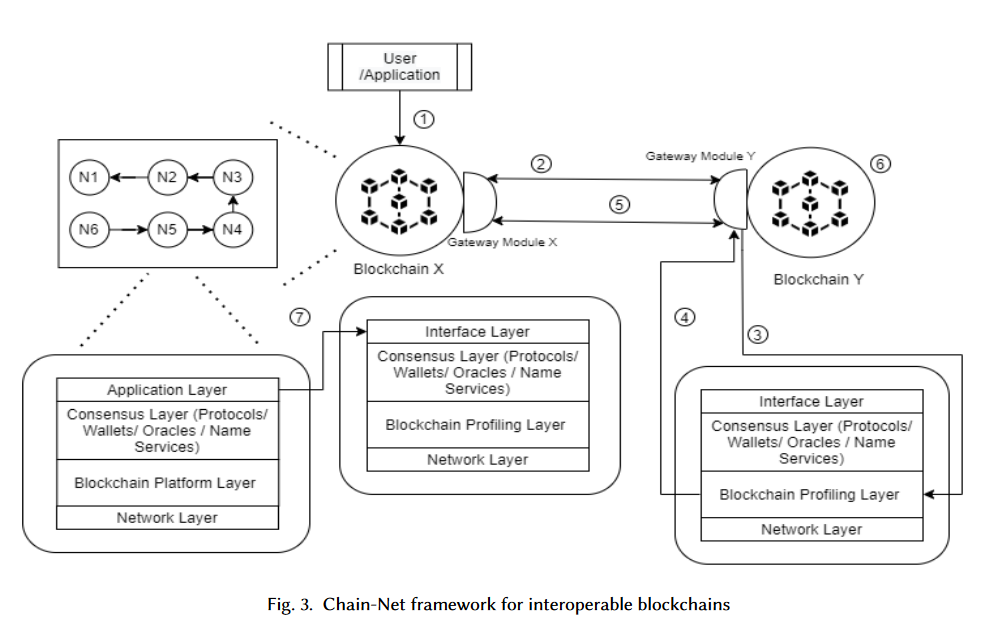 User
/Application
①
②
Gateway Module Y
⑥
N1
N2
N3
N6
N5
N4
⑤
Gateway Module X
Blockchain X
Blockchain Y
⑦
④
③
Interface Layer
Consensus Layer (Protocols/
Wallets/ Oracles / Name
Services)
Blockchain Profiling Layer
Network Layer
Application Layer
Consensus Layer (Protocols/
Wallets/ Oracles / Name
Services)
Blockchain Platform Layer
Network Layer
Interface Layer
Consensus Layer (Protocols/
Wallets/ Oracles / Name
Services)
Blockchain Profiling Layer
Network Layer
Fig. 3. Chain-Net framework for interoperable blockchains